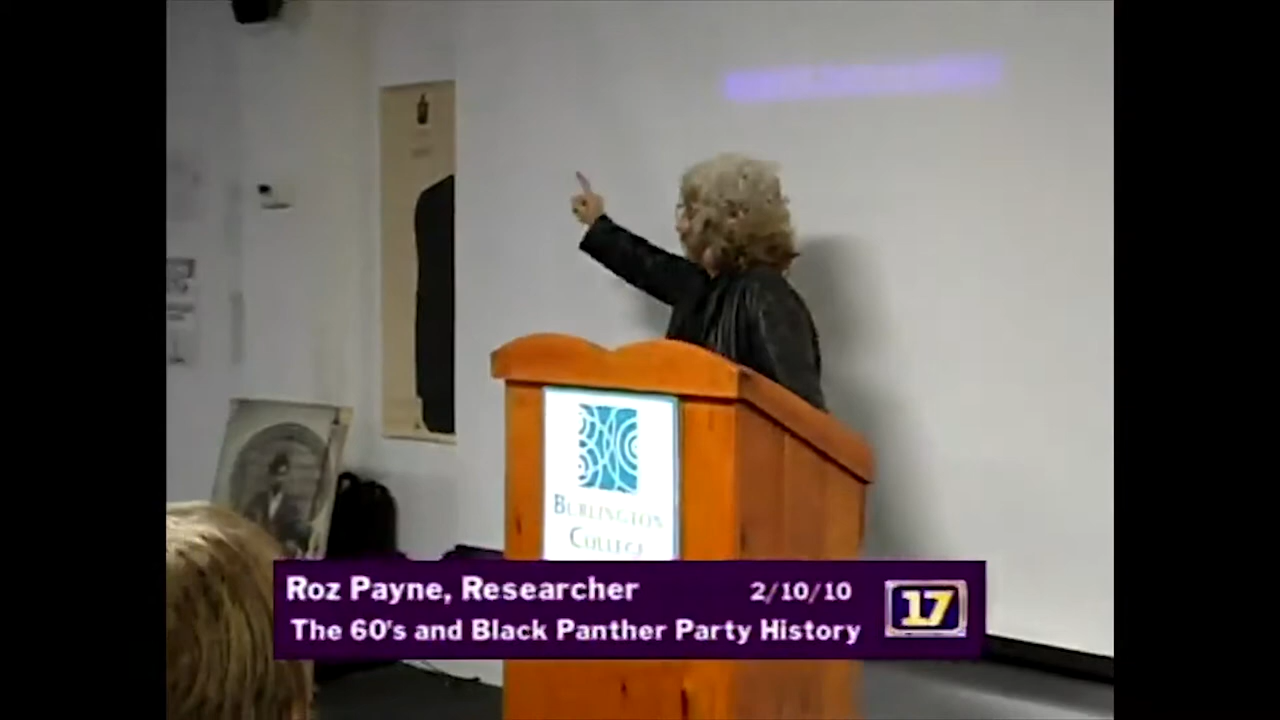 BURLINGTON
COLLEGE
Roz Payne, Researcher 2/10/10
17
The 60's and Black Panther Party History